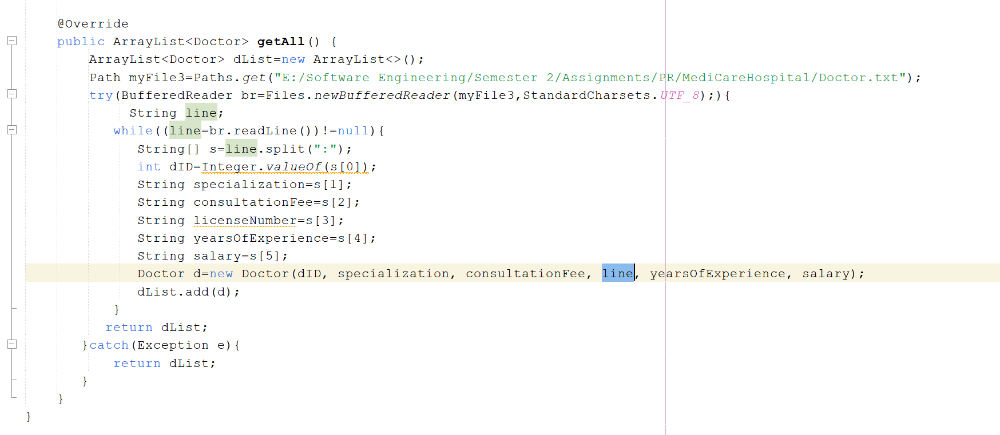 @Override
public ArrayList<Doctor> getAll() {
ArrayList<Doctor> dList=new ArrayList<>();
Path myFile3=Paths.get("E:/Software Engineering/Semester 2/Assignments/PR/MediCareHospital/Doctor.txt");
try(BufferedReader br=Files.newBufferedReader(myFile3,StandardCharsets.UTF_8);){
String line;
while((line=br.readLine())!=null){
String[] s=line.split(":");
int dID=Integer.valueOf(s[0]);
String specialization=s[1];
String consultationFee=s[2];
String licenseNumber=s[3];
String yearsOfExperience=s[4];
String salary=s[5];
Doctor d=new Doctor(dID, specialization, consultationFee, line, yearsOfExperience, salary);
dList.add(d);
}
return dList;
}catch(Exception e){
return dList;
}
}
}